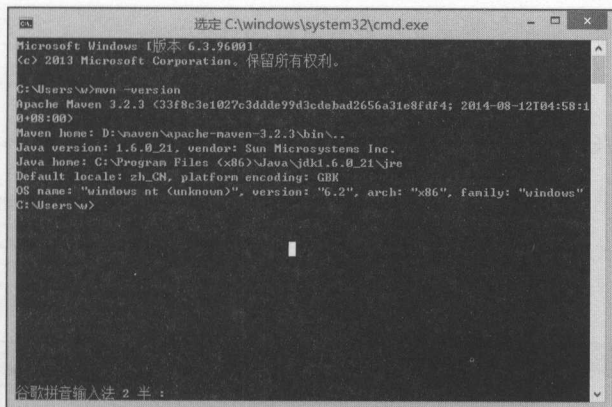 选定 C:\windows\system32\cmd.exe
Microsoft Windows [版本 6.3.9600]
(c) 2013 Microsoft Corporation。保留所有权利。
C:\Users\w>mvn -version
Apache Maven 3.2.3 (33f8c3e1027c3dddde99d3cdebad2656a31e8fdf4; 2014-08-12T04:58:1
0+08:00)
Maven home: D:\maven\apache-maven-3.2.3\bin\..
Java version: 1.6.0_21, vendor: Sun Microsystems Inc.
Java home: C:\Program Files (x86)\Java\jdk1.6.0_21\jre
Default locale: zh_CN, platform encoding: GBK
OS name: "windows nt (unknown)", version: "6.2", arch: "x86", family: "windows"
C:\Users\w>
谷歌拼音输入法 2 半 :